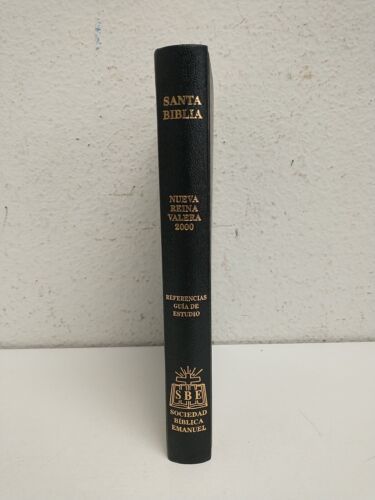 SANTA
BIBLIA
NUEVA
REINA
VALERA
2000
REFERENCIAS
GUÍA DE
ESTUDIO
SBE
SOCIEDAD
BÍBLICA
EMANUEL